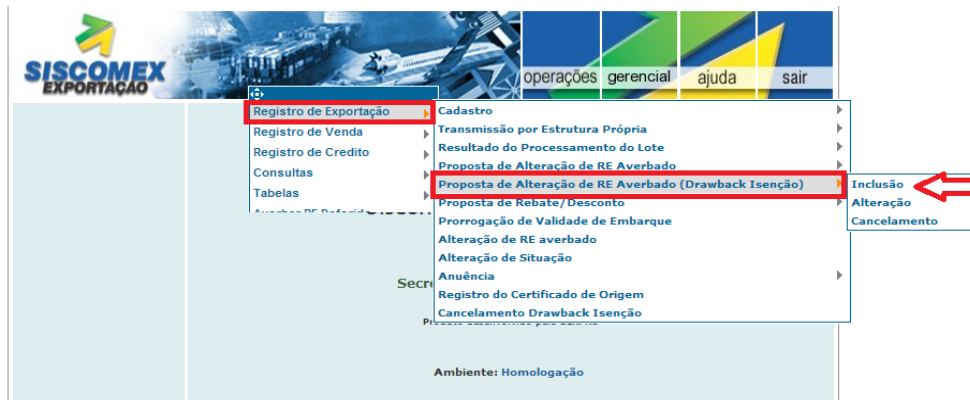 SISCOMEX
EXPORTAÇÃO
operações gerencial ajuda sair
Registro de Exportação
Registro de Venda
Registro de Credito
Consultas
Tabelas
Cadastro
Transmissão por Estrutura Própria
Resultado do Processamento do Lote
Proposta de Alteração de RE Averbado
Proposta de Alteração de RE Averbado (Drawback Isenção)
Proposta de Rebate/Desconto
Prorrogação de Validade de Embarque
Alteração de RE averbado
Alteração de Situação
Anuência
Registro do Certificado de Origem
Cancelamento Drawback Isenção
Inclusão
Alteração
Cancelamento
Siscom
Secre
Ambiente: Homologação